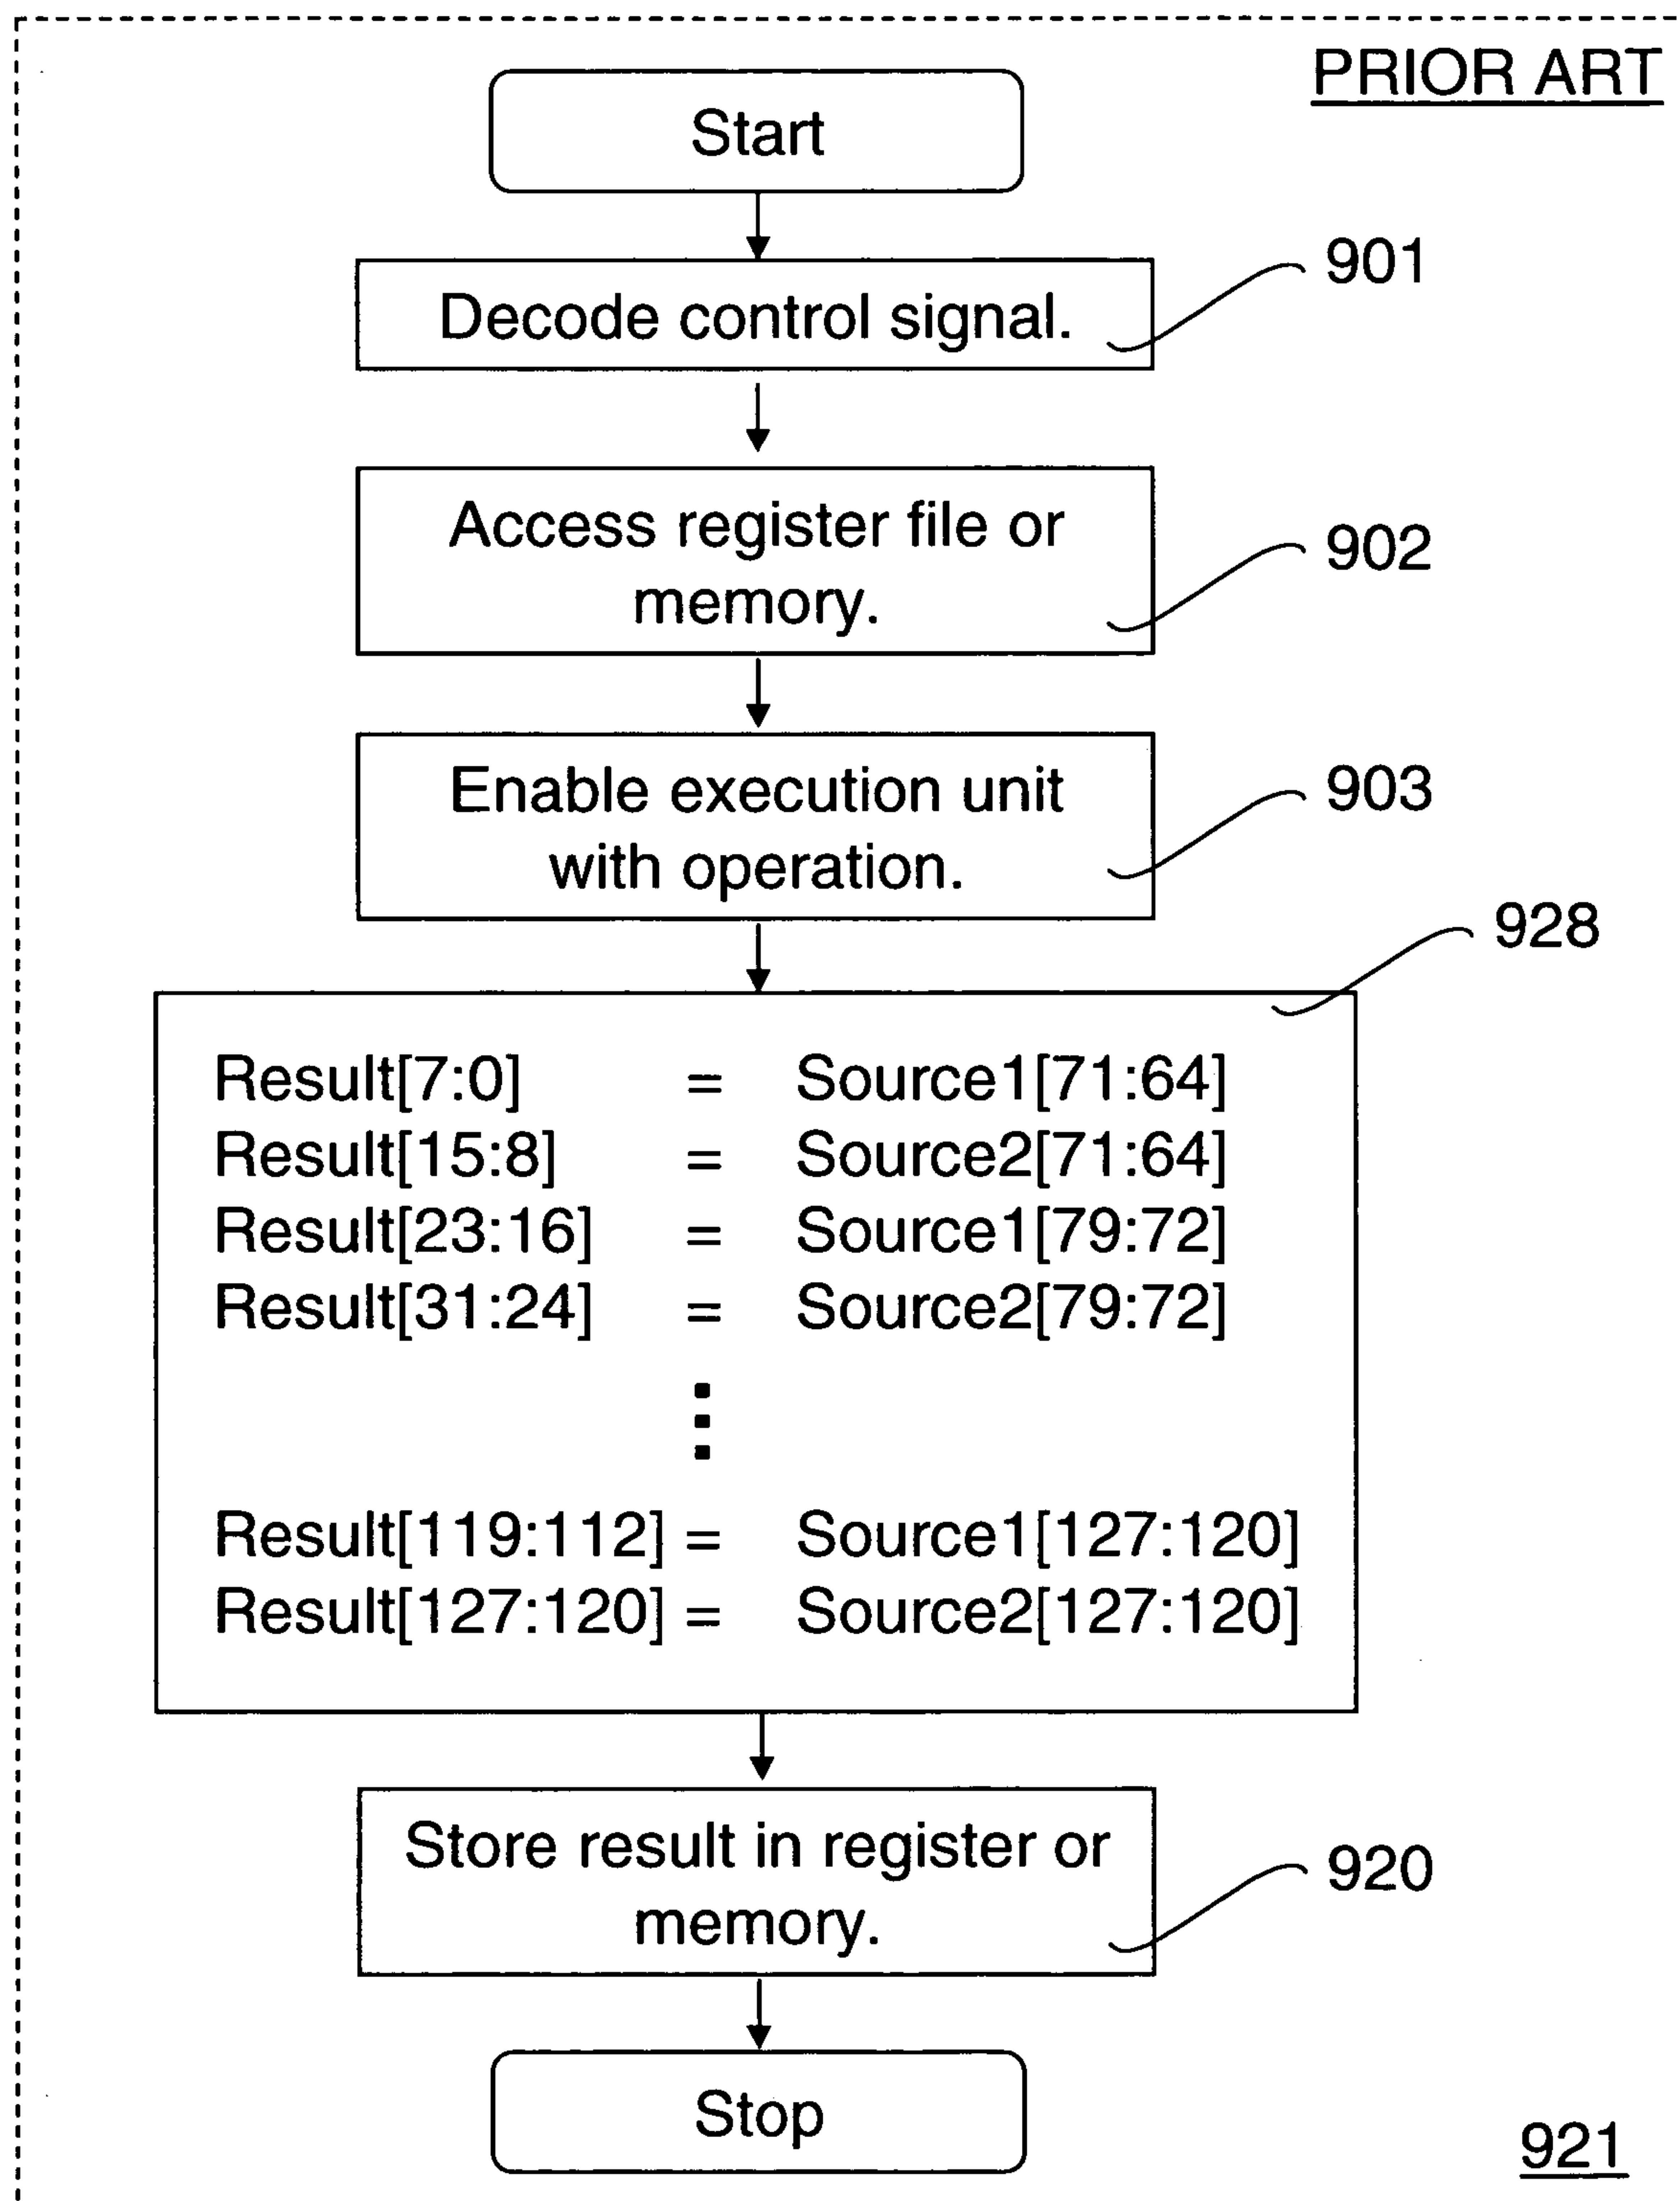 PRIOR ART
Start
Decode control signal.
901
Access register file or
memory.
902
Enable execution unit
with operation.
903
928
Result[7:0] = Source1[71:64]
Result[15:8] = Source2[71:64]
Result[23:16] = Source1[79:72]
Result[31:24] = Source2[79:72]
Result[119:112] = Source1[127:120]
Result[127:120] = Source2[127:120]
Store result in register or
memory.
920
Stop
921